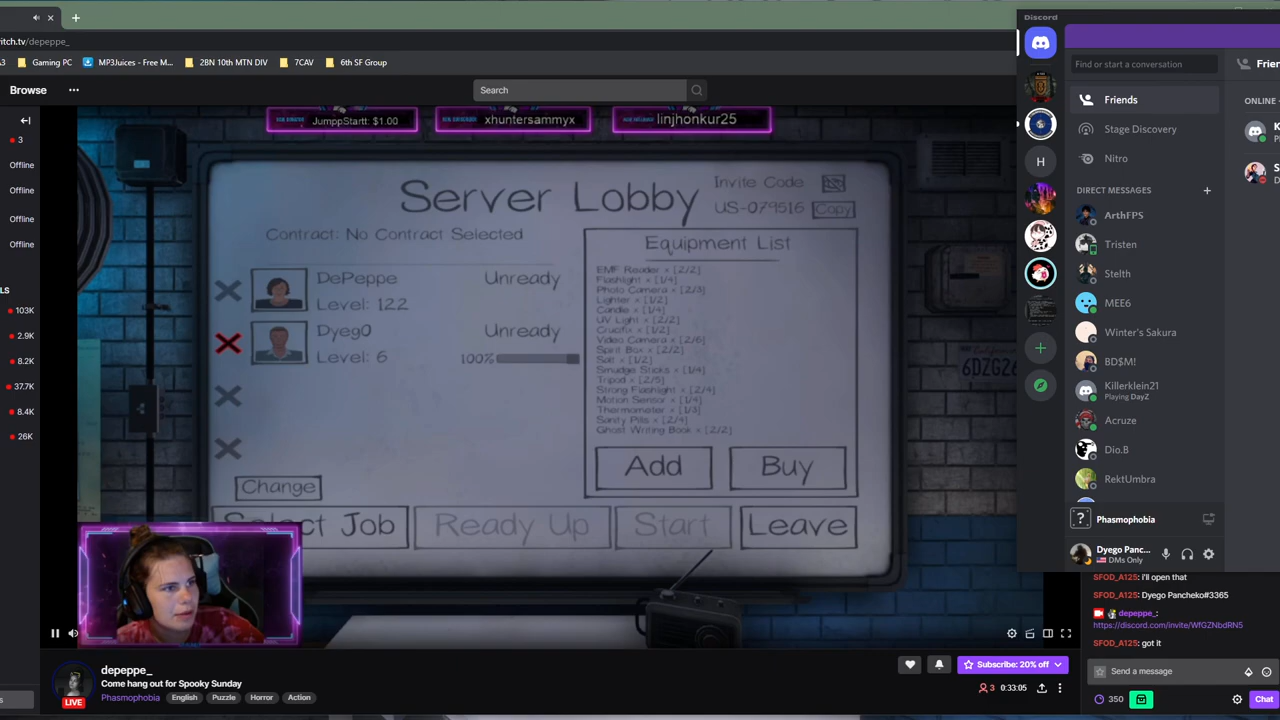 Discord
witch.tv/depeppe_
Gaming PC
MP3Juices - Free M...
2BN 10th MTN DIV
7CAV
6th SF Group
Browse
Search
3
Offline
Offline
Offline
Offline
LS
103K
2.9K
8.2K
37.7K
8.4K
26K
JumppStartt: $1.00
xhuntersammyx
linjhonkur25
Server Lobby
Invite Code
US-079516
Copy
Contract: No Contract Selected
DePeppe
Unready
Level: 122
Dyeg0
Unready
Level: 6
100%
Equipment List
EMF Reader x [2/2]
Flashlight x [1/4]
Photo Camera x [2/3]
Lighter x [1/2]
Candle x [1/4]
UV Light x [2/2]
Crucifix x [1/2]
Video Camera x [2/6]
Spirit Box x [2/2]
Salt x [1/2]
Smudge Sticks x [1/4]
Tripod x [2/5]
Strong Flashlight x [2/4]
Motion Sensor x [1/4]
Thermometer x [1/3]
Sanity Pills x [2/4]
Ghost Writing Book x [2/2]
Add
Buy
Change
Select Job
Ready Up
Start
Leave
6DZG2
depeppe_
LIVE
Come hang out for Spooky Sunday
Phasmophobia
English
Puzzle
Horror
Action
Subscribe: 20% off
3
0:33:05
Find or start a conversation
Friends
Stage Discovery
Nitro
DIRECT MESSAGES
ArthFPS
Tristen
Stelth
MEE6
Winter's Sakura
BD$M!
Killerklein21
Playing DayZ
Acruze
Dio.B
RektUmbra
H
Phasmophobia
Dyego Panc...
DMs Only
Frien
ONLINE
K
S
SFOD_A125: i'll open that
SFOD_A125: Dyego Pancheko#3365
depeppe_:
https://discord.com/invite/WfGZNbdRN5
SFOD_A125: got it
Send a message
350
Chat